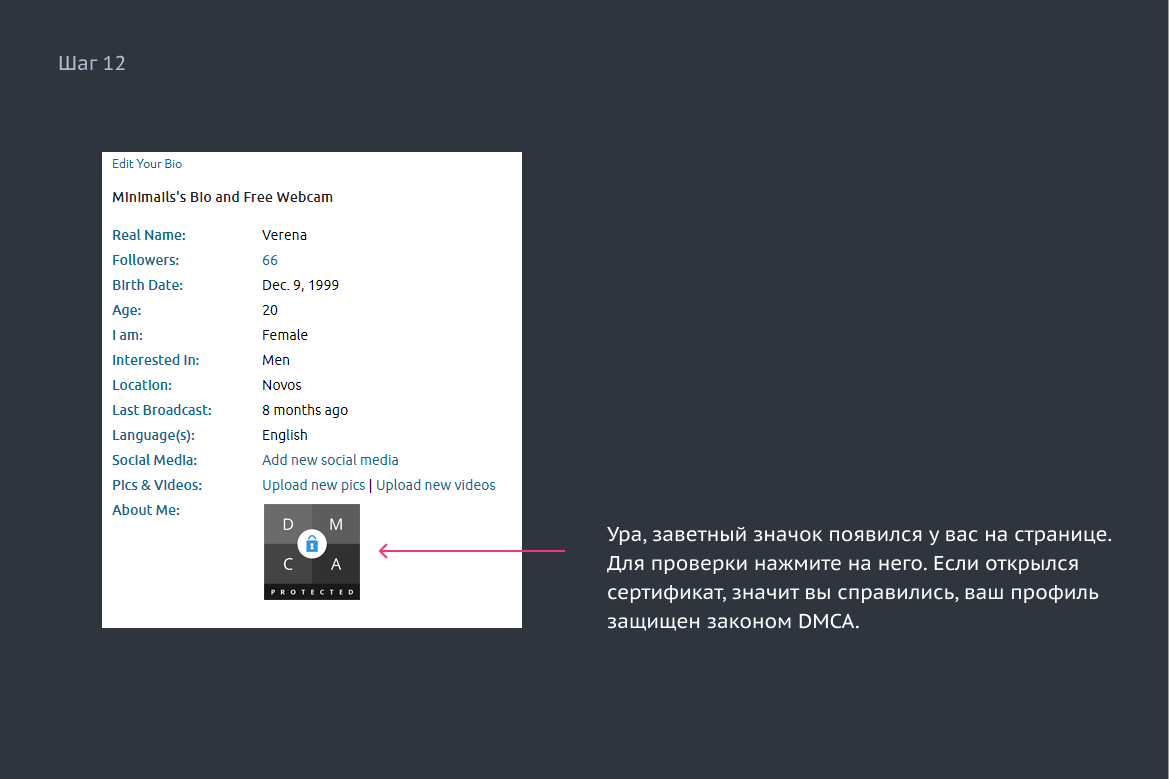 Шаг 12
Edit Your Bio
Minimalls's Bio and Free Webcam
Real Name: Verena
Followers: 66
Birth Date: Dec. 9, 1999
Age: 20
I am: Female
Interested In: Men
Location: Novos
Last Broadcast: 8 months ago
Language(s): English
Social Media: Add new social media
Pics & Videos: Upload new pics | Upload new videos
About Me:
D M
C A
PROTECTED
Ура, заветный значок появился у вас на странице.
Для проверки нажмите на него. Если открылся
сертификат, значит вы справились, ваш профиль
защищен законом DMCA.